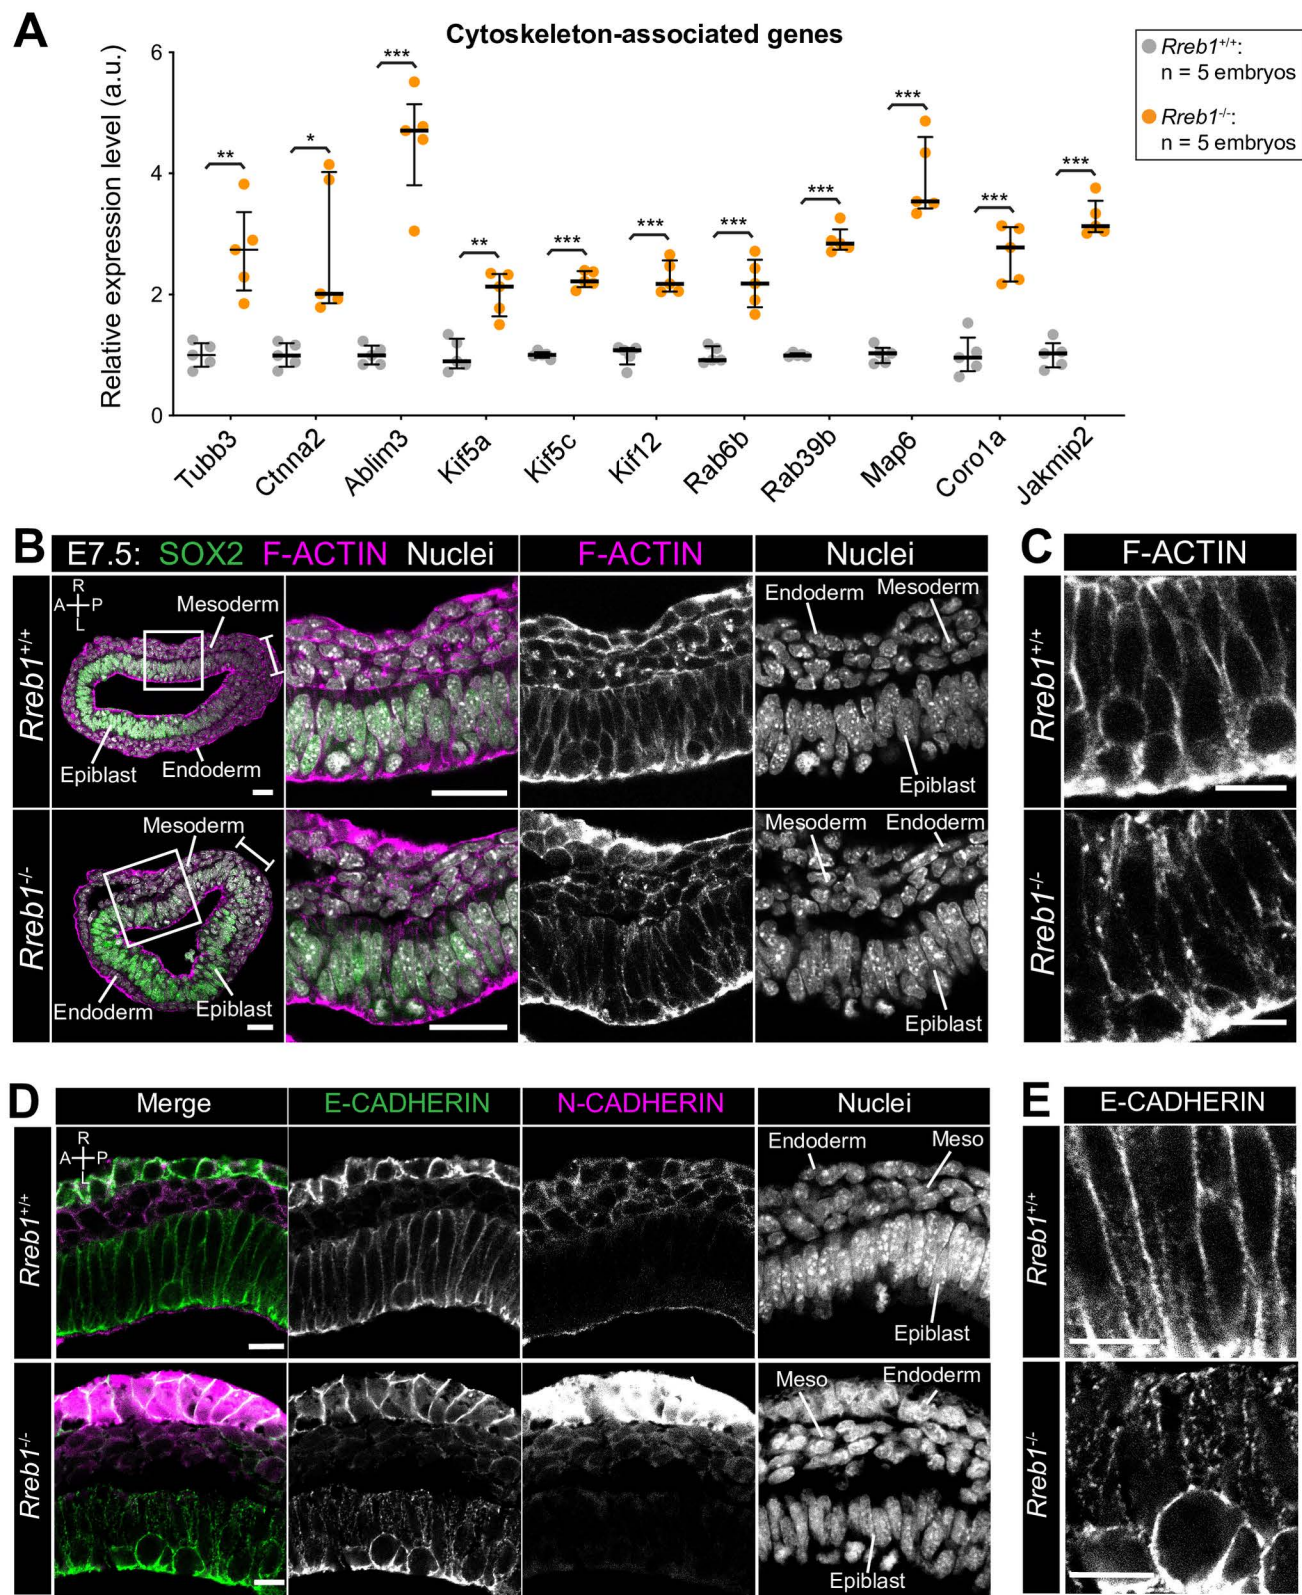 A
Cytoskeleton-associated genes
Relative expression level (a.u.)
6
4
2
0
** * *** ** *** *** *** *** *** *** ***
Tubb3 Ctnna2 Ablim3 Kif5a Kif5c Kif12 Rab6b Rab39b Map6 Coro1a Jakmip2
Rreb1+/+:
n = 5 embryos
Rreb1-/-:
n = 5 embryos
B
E7.5: SOX2 F-ACTIN Nuclei
F-ACTIN
Nuclei
Rreb1+/+
R
A P
L
Mesoderm
Epiblast
Endoderm
Endoderm
Mesoderm
Epiblast
Rreb1-/-
Mesoderm
Endoderm
Epiblast
Mesoderm
Endoderm
Epiblast
C
F-ACTIN
Rreb1+/+
Rreb1-/-
D
Merge
E-CADHERIN
N-CADHERIN
Nuclei
Rreb1+/+
R
A P
L
Endoderm
Meso
Epiblast
Rreb1-/-
Meso
Endoderm
Epiblast
E
E-CADHERIN
Rreb1+/+
Rreb1-/-